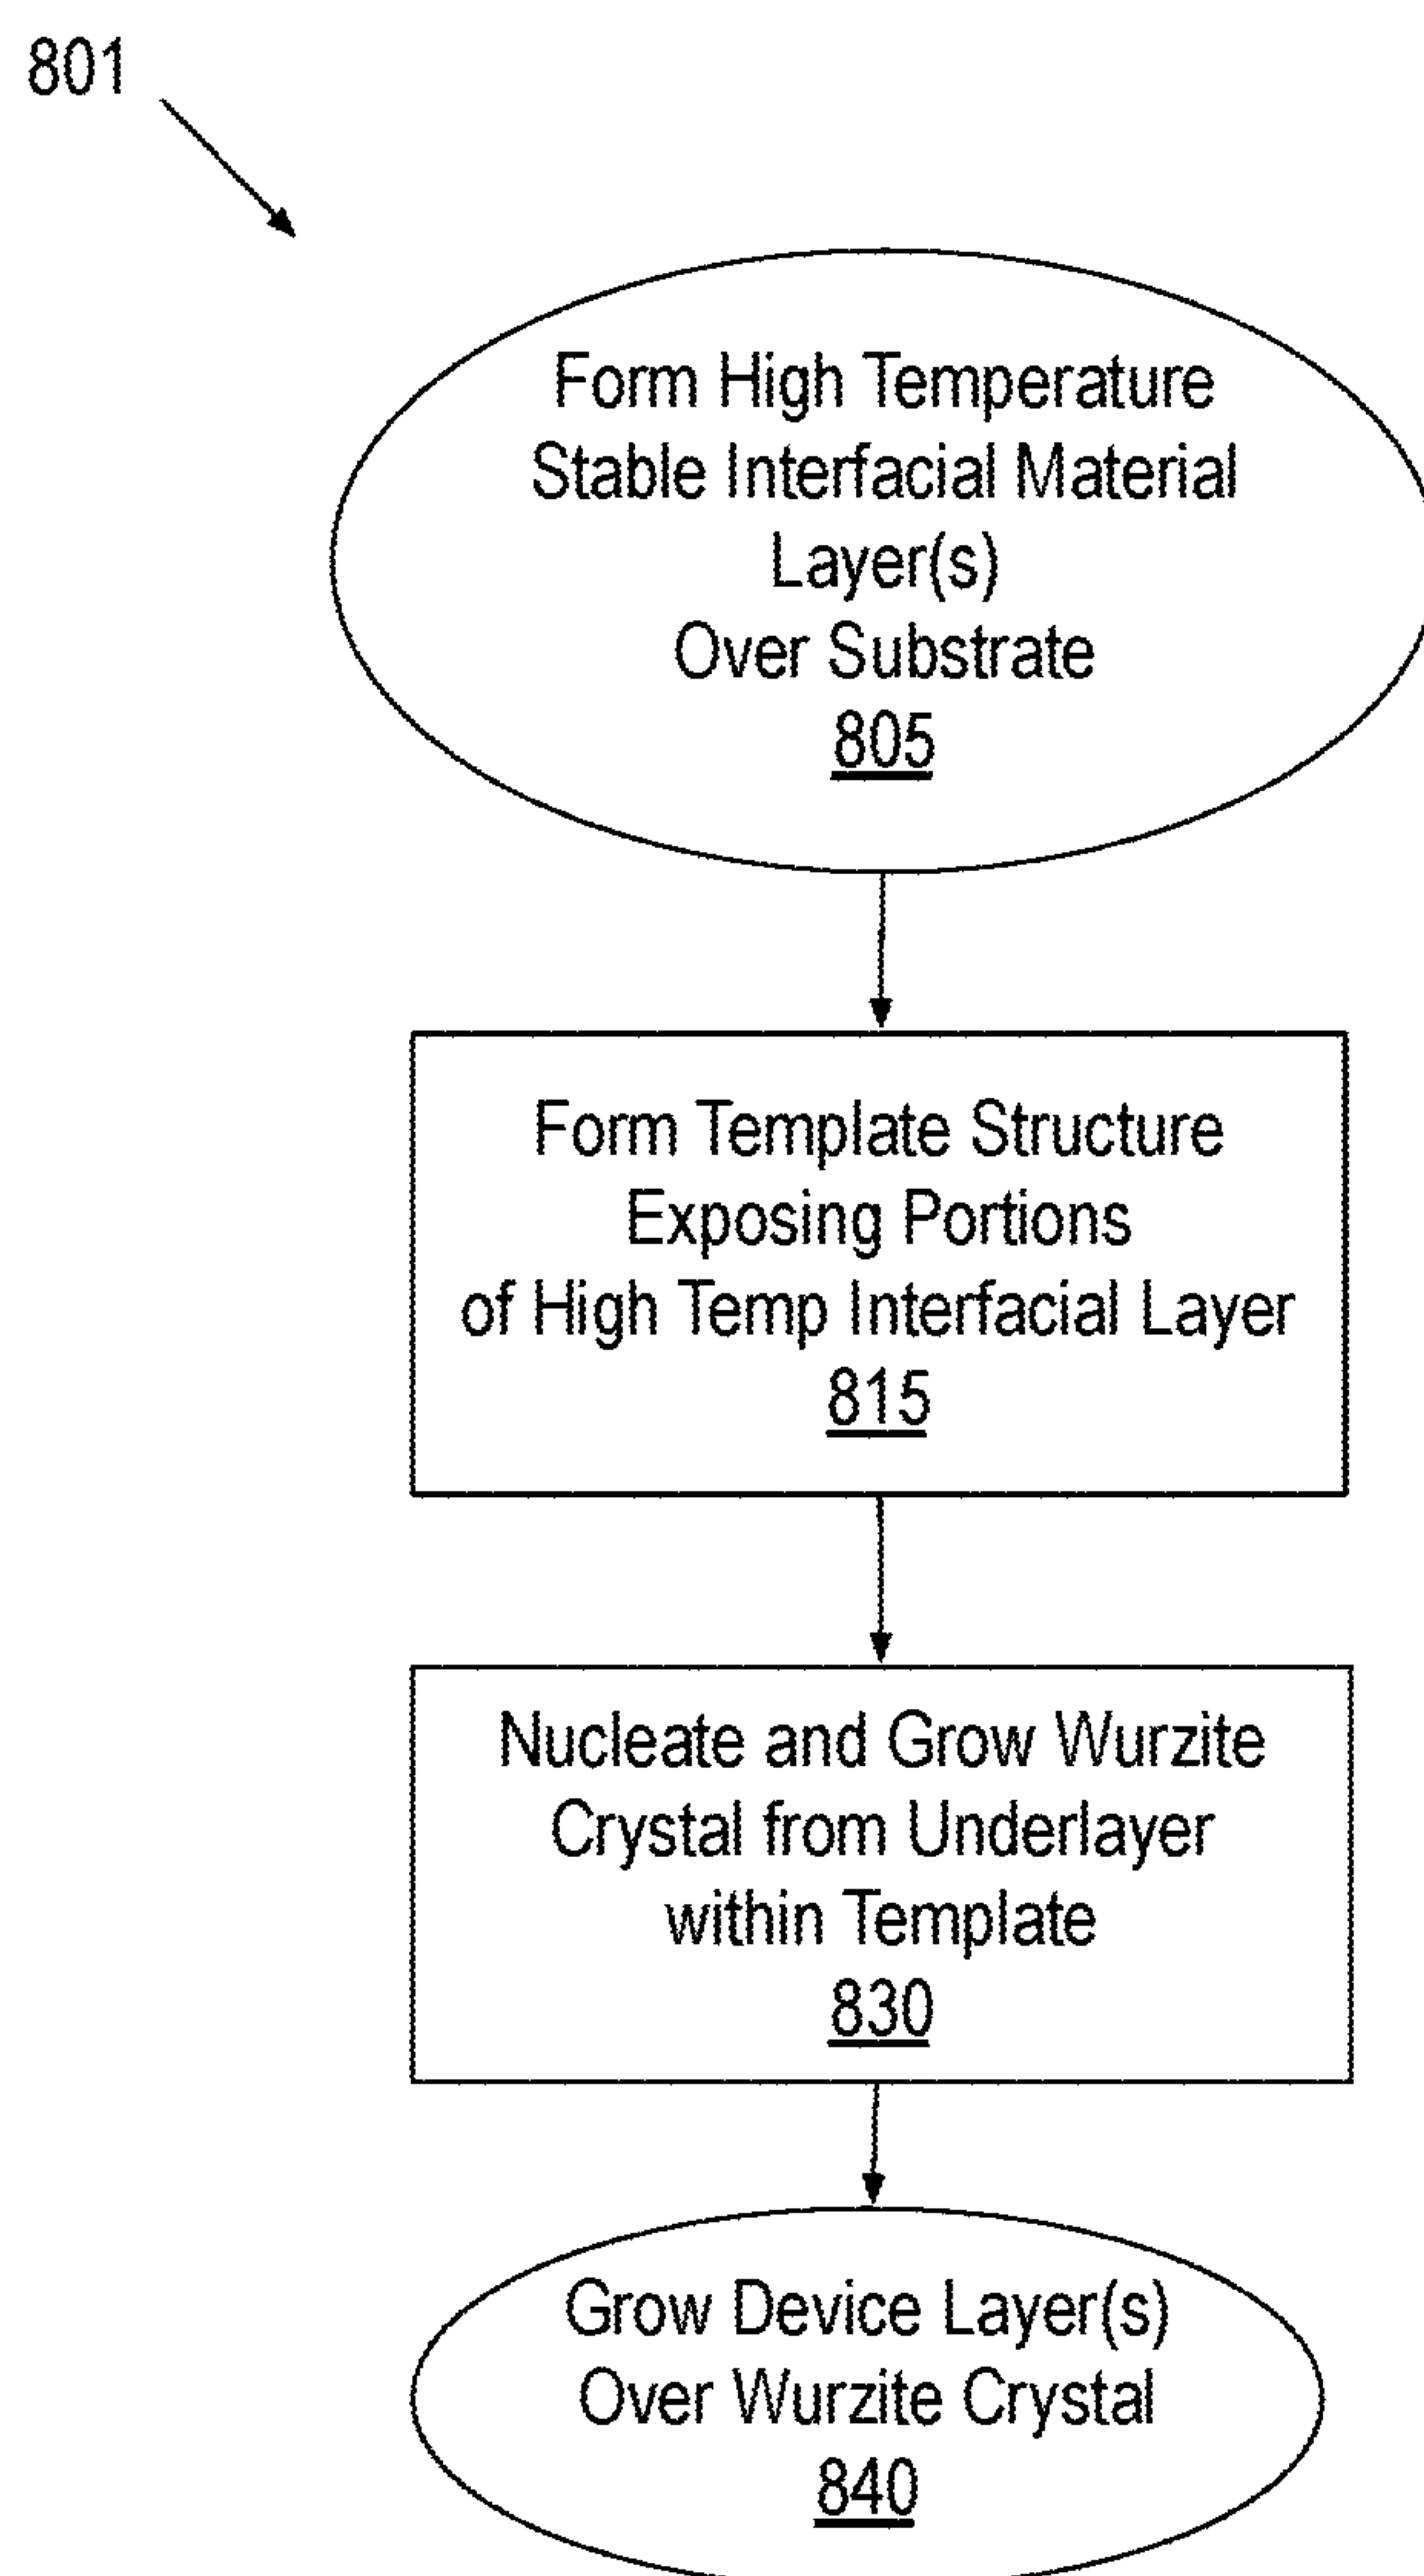 801
Form High Temperature
Stable Interfacial Material
Layer(s)
Over Substrate
805
Form Template Structure
Exposing Portions
of High Temp Interfacial Layer
815
Nucleate and Grow Wurzite
Crystal from Underlayer
within Template
830
Grow Device Layer(s)
Over Wurzite Crystal
840